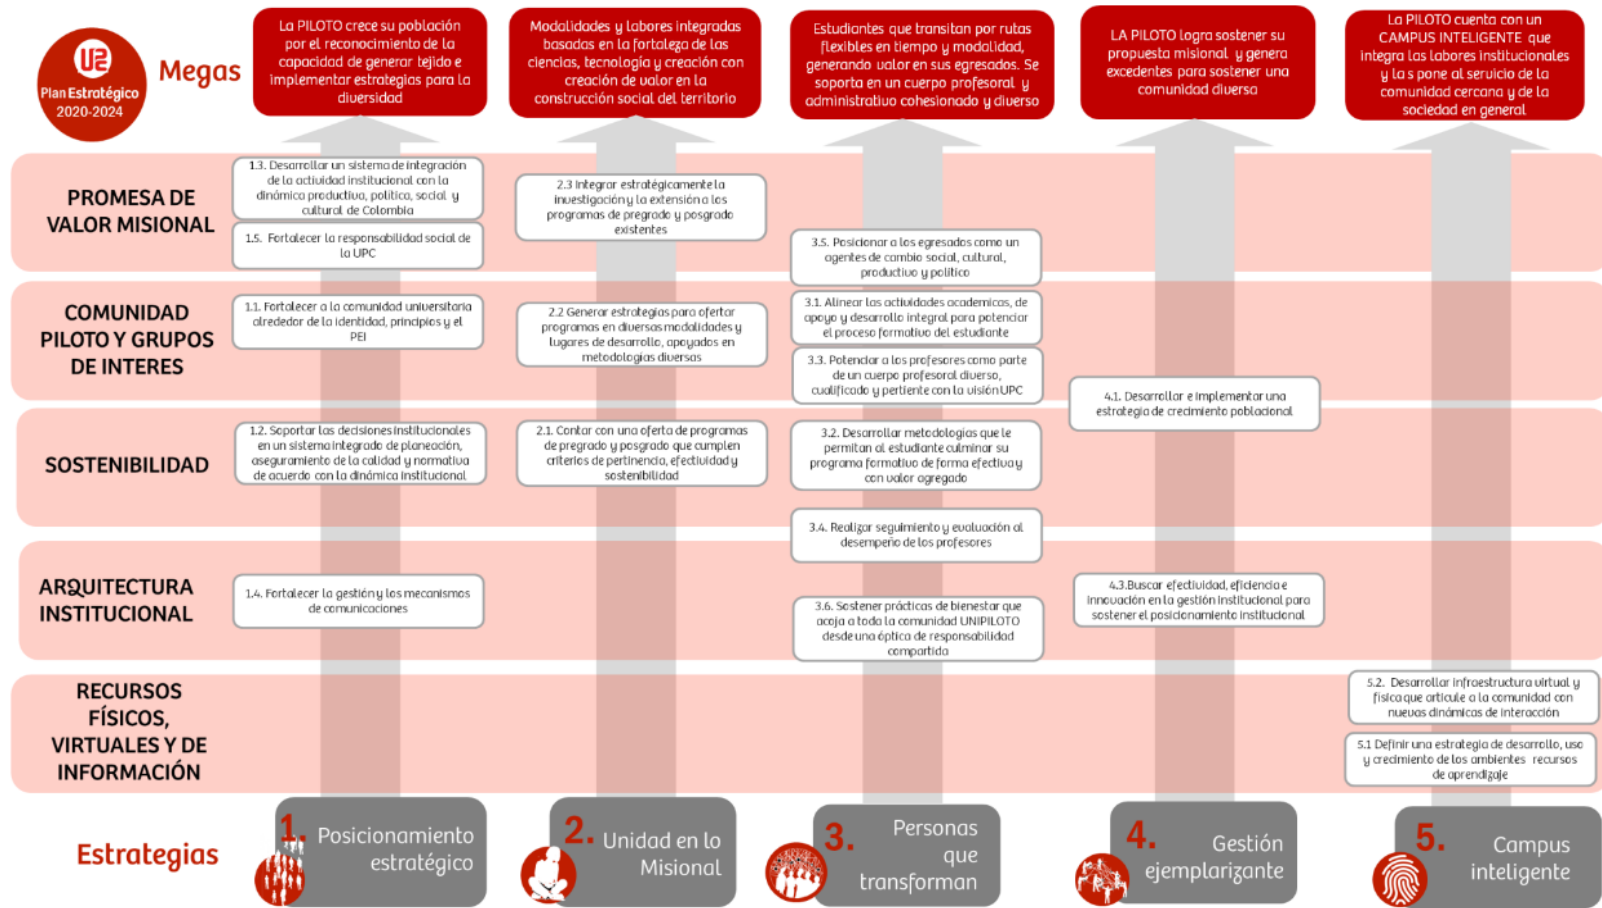 Plan Estratégico
2020-2024
Megas
La PILOTO crece su población
por el reconocimiento de la
capacidad de generar tejido e
implementar estrategias para la
diversidad
Modalidades y labores integradas
basadas en la fortaleza de las
ciencias, tecnología y creación con
creación de valor en la
construcción social del territorio
Estudiantes que transitan por rutas
flexibles en tiempo y modalidad,
generando valor en sus egresados. Se
soporta en un cuerpo profesoral y
administrativo cohesionado y diverso
LA PILOTO logra sostener su
propuesta misional y genera
excedentes para sostener una
comunidad diversa
La PILOTO cuenta con un
CAMPUS INTELIGENTE que
integra las labores institucionales
y la s pone al servicio de la
comunidad cercana y de la
sociedad en general
PROMESA DE
VALOR MISIONAL
1.3. Desarrollar un sistema de integración
de la actividad institucional con la
dinámica productiva, política, social y
cultural de Colombia
1.5. Fortalecer la responsabilidad social de
la UPC
2.3 Integrar estratégicamente la
investigación y la extensión a los
programas de pregrado y posgrado
existentes
3.5. Posicionar a los egresados como un
agentes de cambio social, cultural,
productivo y político
COMUNIDAD
PILOTO Y GRUPOS
DE INTERES
1.1. Fortalecer a la comunidad universitaria
alrededor de la identidad, principios y el
PEI
2.2 Generar estrategias para ofertar
programas en diversas modalidades y
lugares de desarrollo, apoyados en
metodologías diversas
3.1. Alinear las actividades academicas, de
apoyo y desarrollo integral para potenciar
el proceso formativo del estudiante
3.3. Potenciar a los profesores como parte
de un cuerpo profesoral diverso,
cualificado y pertinente con la visión UPC
4.1. Desarrollar e implementar una
estrategia de crecimiento poblacional
SOSTENIBILIDAD
1.2. Soportar las decisiones institucionales
en un sistema integrado de planeación,
aseguramiento de la calidad y normativa
de acuerdo con la dinámica institucional
2.1. Contar con una oferta de programas
de pregrado y posgrado que cumplen
criterios de pertinencia, efectividad y
sostenibilidad
3.2. Desarrollar metodologías que le
permitan al estudiante culminar su
programa formativo de forma efectiva y
con valor agregado
3.4. Realizar seguimiento y evaluación al
desempeño de los profesores
ARQUITECTURA
INSTITUCIONAL
1.4. Fortalecer la gestión y los mecanismos
de comunicaciones
3.6. Sostener prácticas de bienestar que
acoja a toda la comunidad UNIPILOTO
desde una óptica de responsabilidad
compartida
4.3.Buscar efectividad, eficiencia e
innovación en la gestión institucional para
sostener el posicionamiento institucional
RECURSOS
FÍSICOS,
VIRTUALES Y DE
INFORMACIÓN
5.2. Desarrollar infraestructura virtual y
física que articule a la comunidad con
nuevas dinámicas de interacción
5.1 Definir una estrategia de desarrollo, uso
y crecimiento de los ambientes recursos
de aprendizaje
Estrategias
1. Posicionamiento
estratégico
2. Unidad en lo
Misional
3. Personas
que
transforman
4. Gestión
ejemplarizante
5. Campus
inteligente